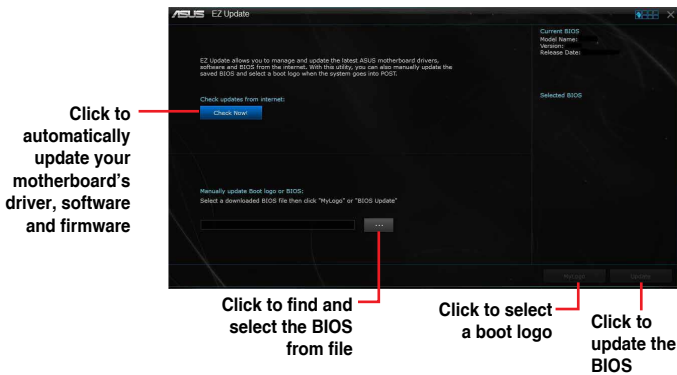 ASUS EZ Update
EZ Update allows you to manage and update the latest ASUS motherboard drivers,
software and BIOS from the internet. With this utility, you can also manually update the
saved BIOS and select a boot logo when the system goes into POST.
Check updates from internet:
Check Now!
Manually update Boot logo or BIOS:
Select a downloaded BIOS file then click "MyLogo" or "BIOS Update"
...
Current BIOS
Model Name:
Version:
Release Date:
Selected BIOS
MyLogo
Update
Click to
automatically
update your
motherboard's
driver, software
and firmware
Click to find and
select the BIOS
from file
Click to select
a boot logo
Click to
update the
BIOS